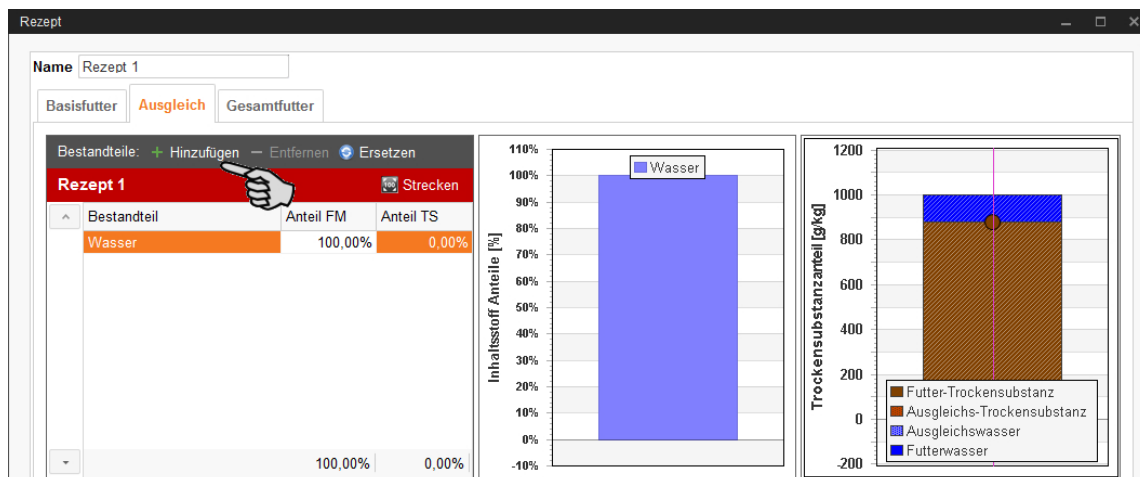 Rezept
Name Rezept 1
Basisfutter Ausgleich Gesamtfutter
Bestandteile: + Hinzufügen − Entfernen Ersetzen
Rezept 1 100 Strecken
Bestandteil Anteil FM Anteil TS
Wasser 100,00% 0,00%
100,00% 0,00%
Inhaltsstoff Anteile [%]
110%
100%
90%
80%
70%
60%
50%
40%
30%
20%
10%
0%
-10%
Wasser
Trockensubstanzanteil [g/kg]
1200
1000
800
600
400
200
0
-200
Futter-Trockensubstanz
Ausgleichs-Trockensubstanz
Ausgleichswasser
Futterwasser